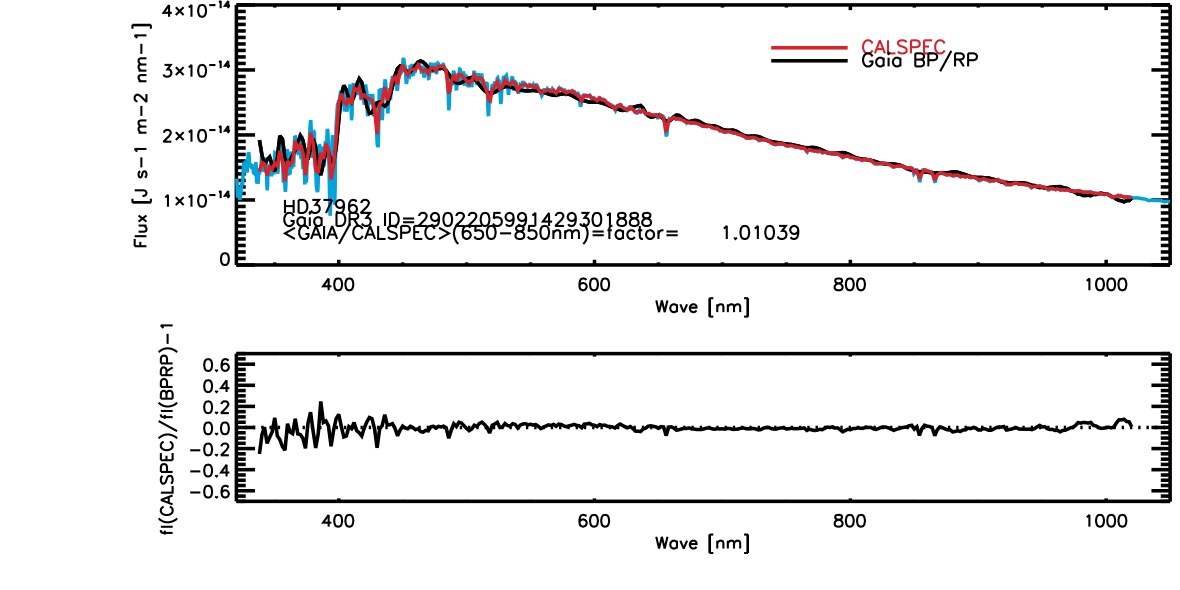 4×10−14
3×10−14
2×10−14
1×10−14
0
Flux [J s−1 m−2 nm−1]
CALSPEC
Gaia BP/RP
HD37962
Gaia DR3 ID=2902205991429301888
<GAIA/CALSPEC>(650−850nm)=factor= 1.01039
400 600 800 1000
Wave [nm]
fl(CALSPEC)/fl(BPRP)−1
0.6
0.4
0.2
0.0
−0.2
−0.4
−0.6
400 600 800 1000
Wave [nm]